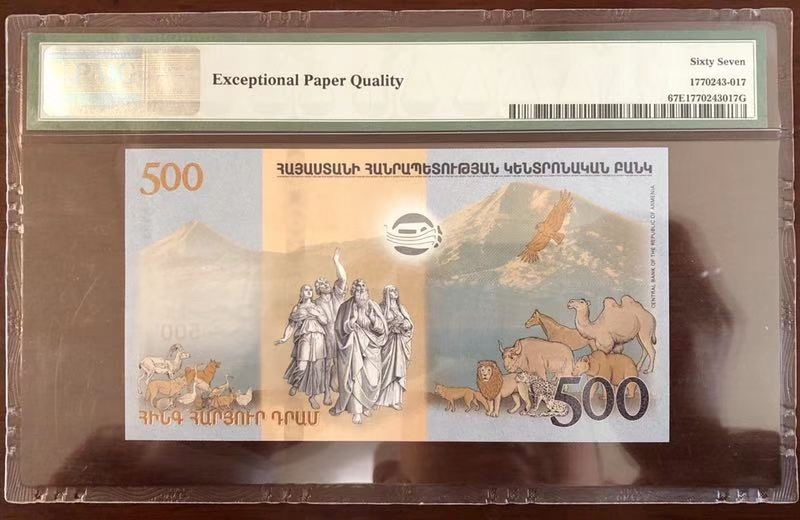 Exceptional Paper Quality
Sixty Seven
1770243-017
67E1770243017G
500
ՀԱՅԱՍՏԱՆԻ ՀԱՆՐԱՊԵՏՈՒԹՅԱՆ ԿԵՆՏՐՈՆԱԿԱՆ ԲԱՆԿ
CENTRAL BANK OF THE REPUBLIC OF ARMENIA
ՀԻՆԳ ՀԱՐՅՈՒՐ ԴՐԱՄ
500